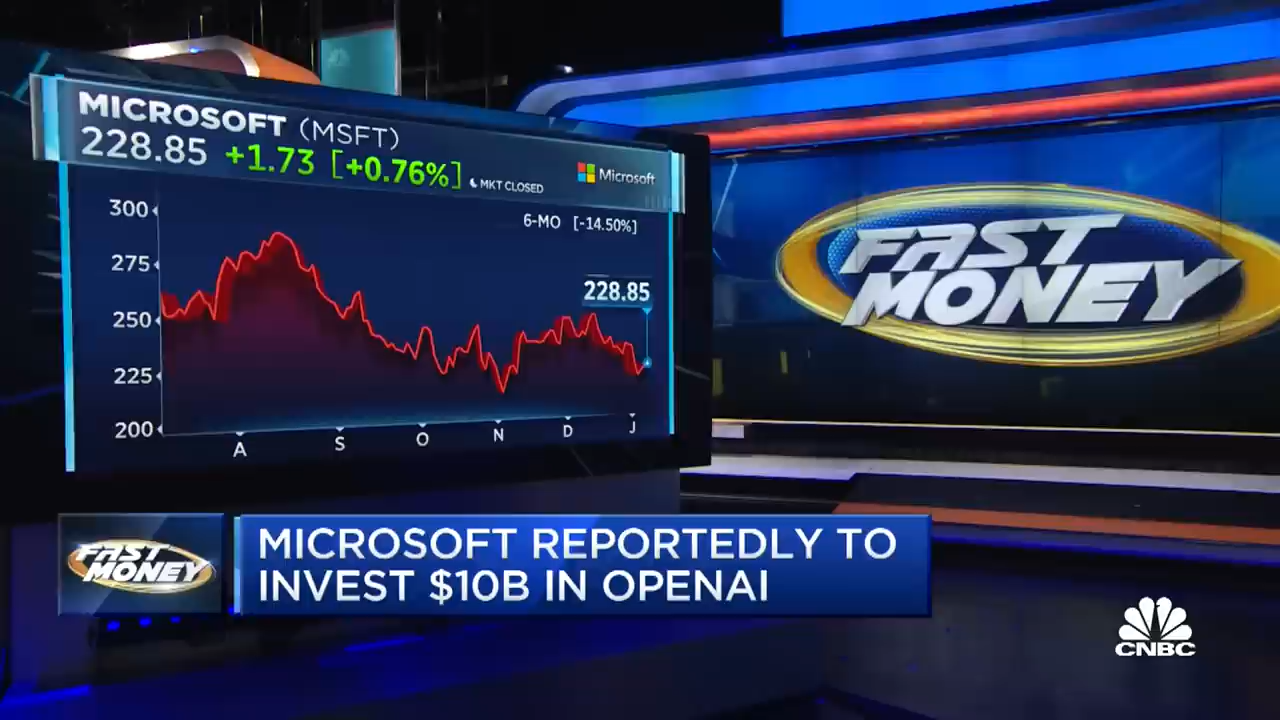 MICROSOFT (MSFT)
228.85 +1.73 [+0.76%] MKT CLOSED
Microsoft
6-MO [-14.50%]
300
275
250
225
200
228.85
A S O N D J
FAST
MONEY
FAST
MONEY
MICROSOFT REPORTEDLY TO
INVEST $10B IN OPENAI
CNBC